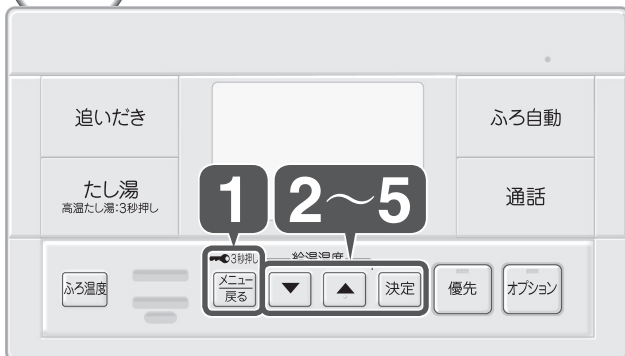 追いだき
ふろ自動
たし湯
高温たし湯:3秒押し
通話
1
2～5
3秒押し
給湯温度
ふろ温度
メニュー
戻る
▼
▲
決定
優先
オプション